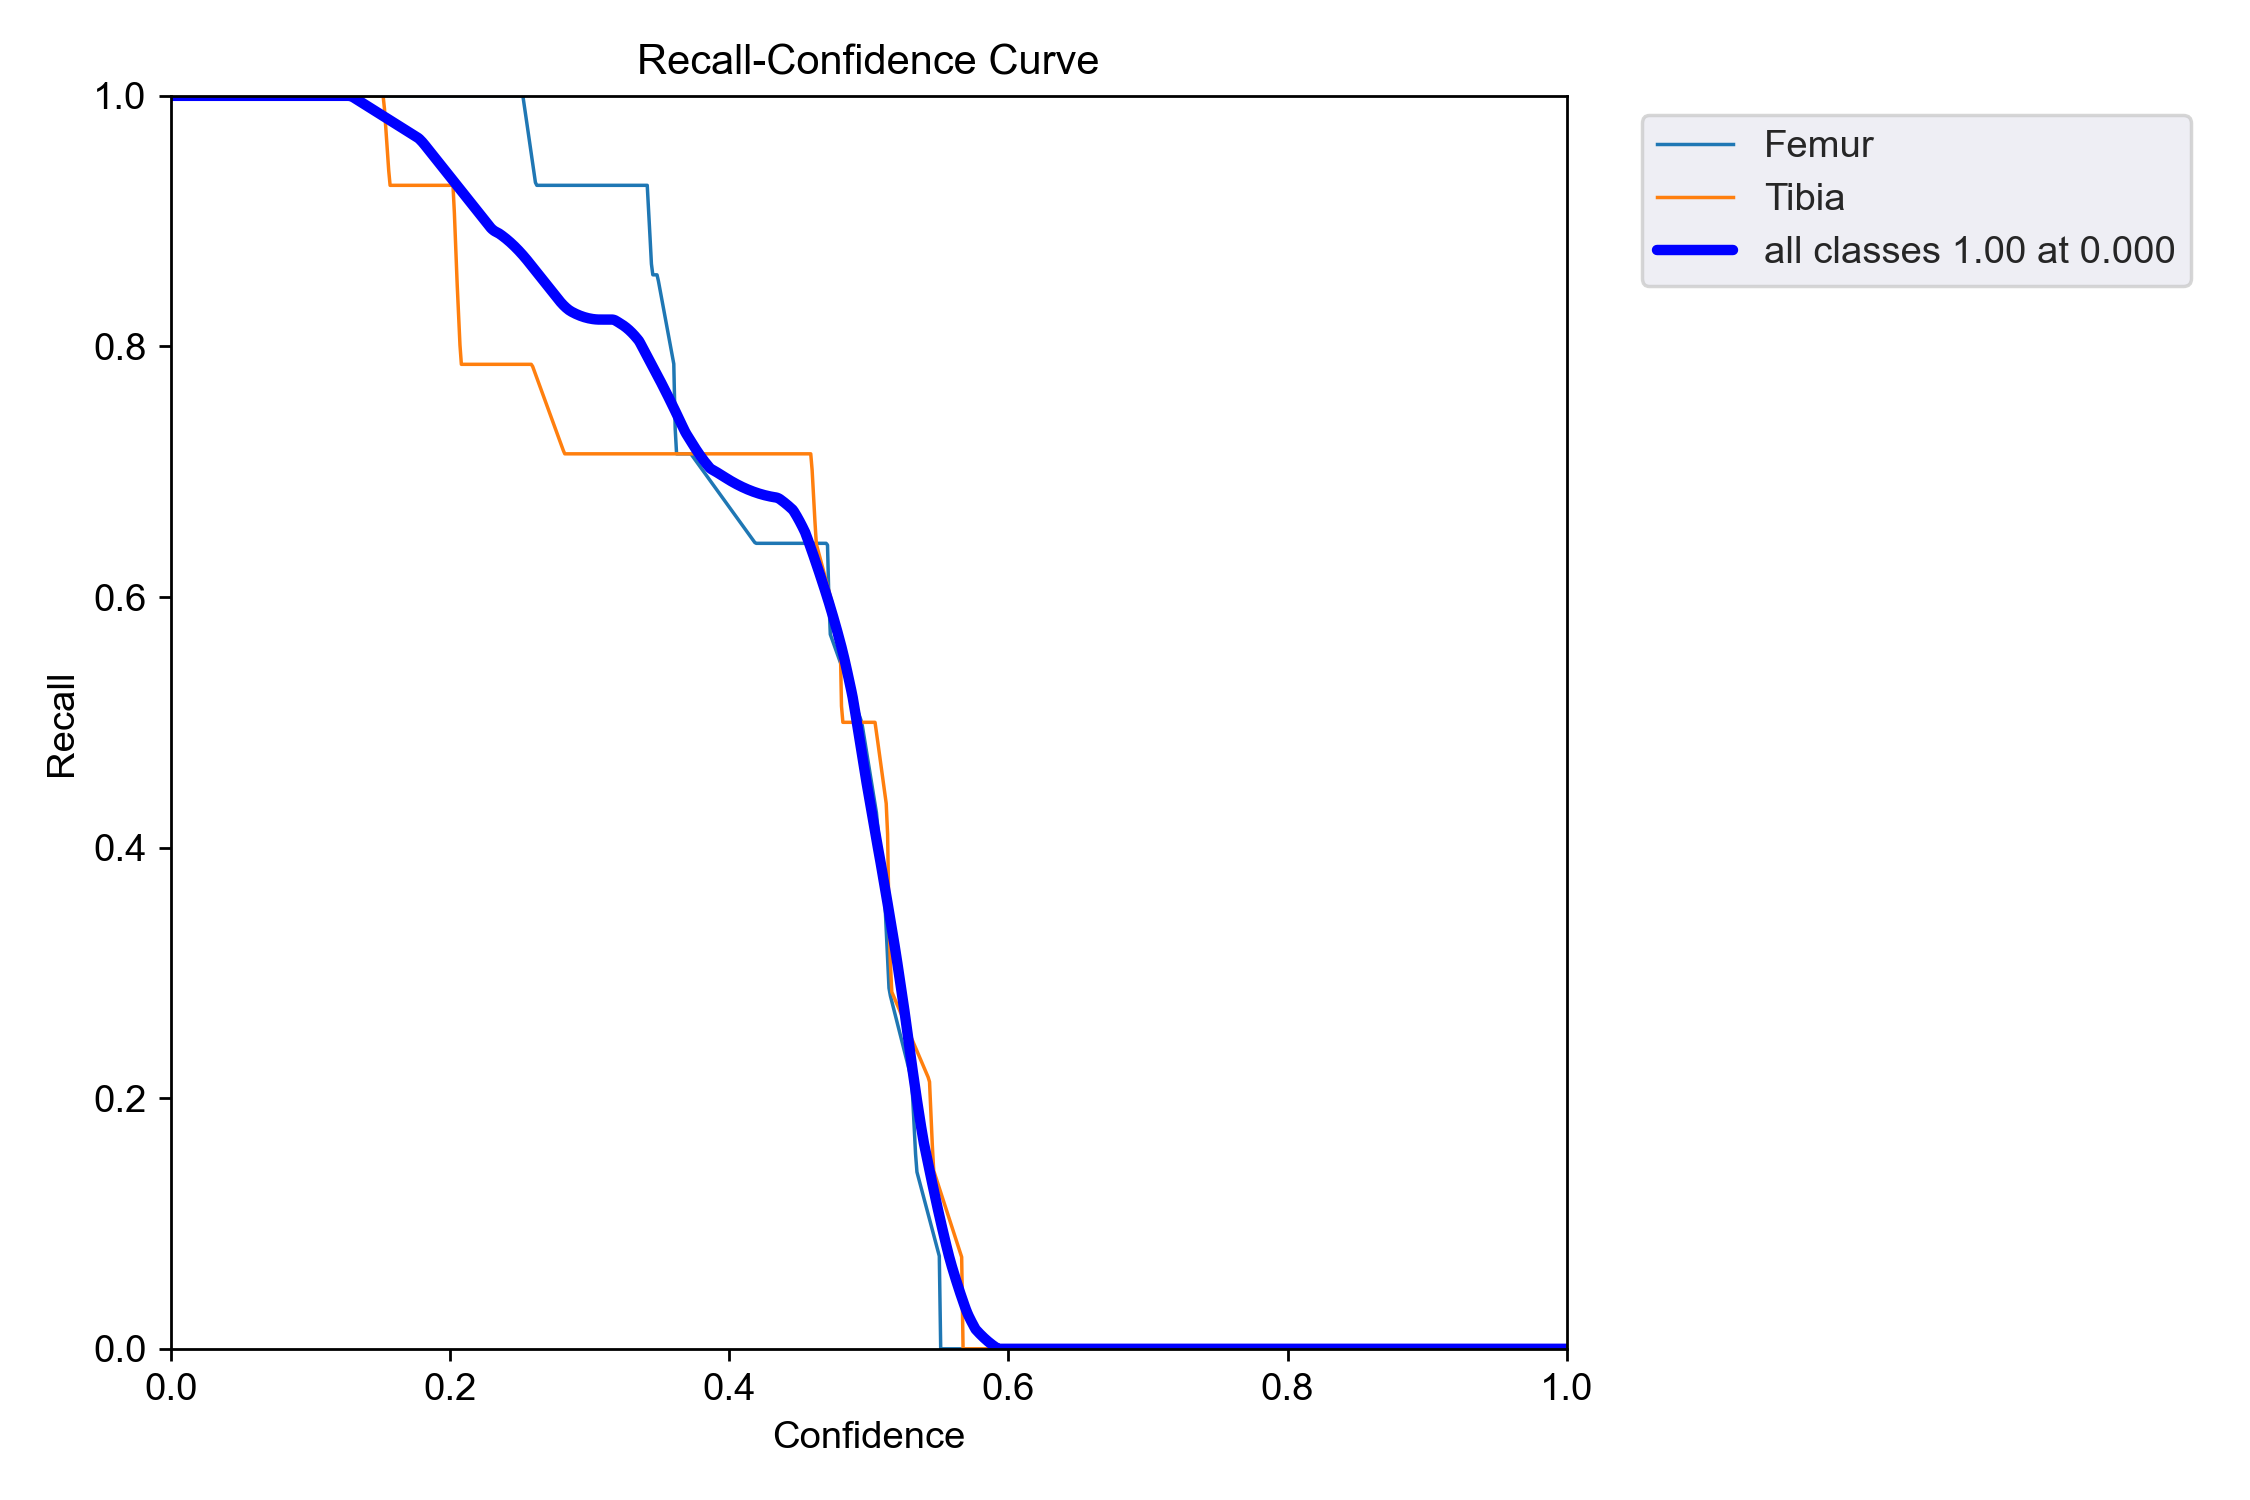 Recall-Confidence Curve
1.0
0.8
0.6
0.4
0.2
0.0
Recall
0.0 0.2 0.4 0.6 0.8 1.0
Confidence
Femur
Tibia
all classes 1.00 at 0.000